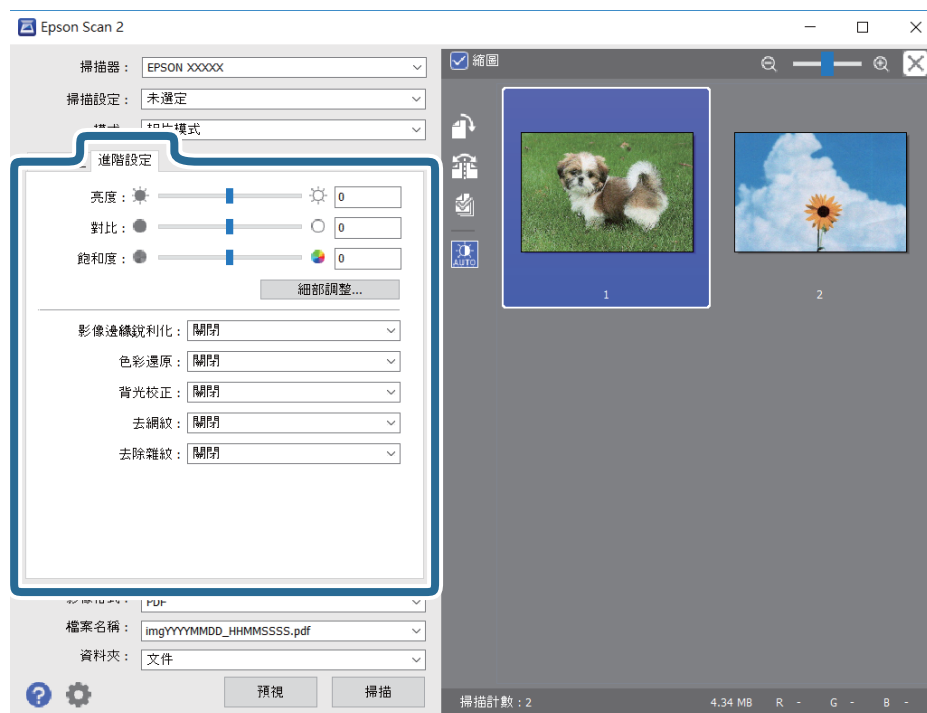 Epson Scan 2
掃描器： EPSON XXXXX
掃描設定： 未選定
進階設定
亮度： 0
對比： 0
飽和度： 0
細部調整...
影像邊緣銳利化： 關閉
色彩還原： 關閉
背光校正： 關閉
去網紋： 關閉
去除雜紋： 關閉
PDF
檔案名稱： imgYYYYMMDD_HHMMSSSS.pdf
資料夾： 文件
預視 掃描
縮圖
AUTO
1 2
掃描計數：2 4.34 MB R - G - B -